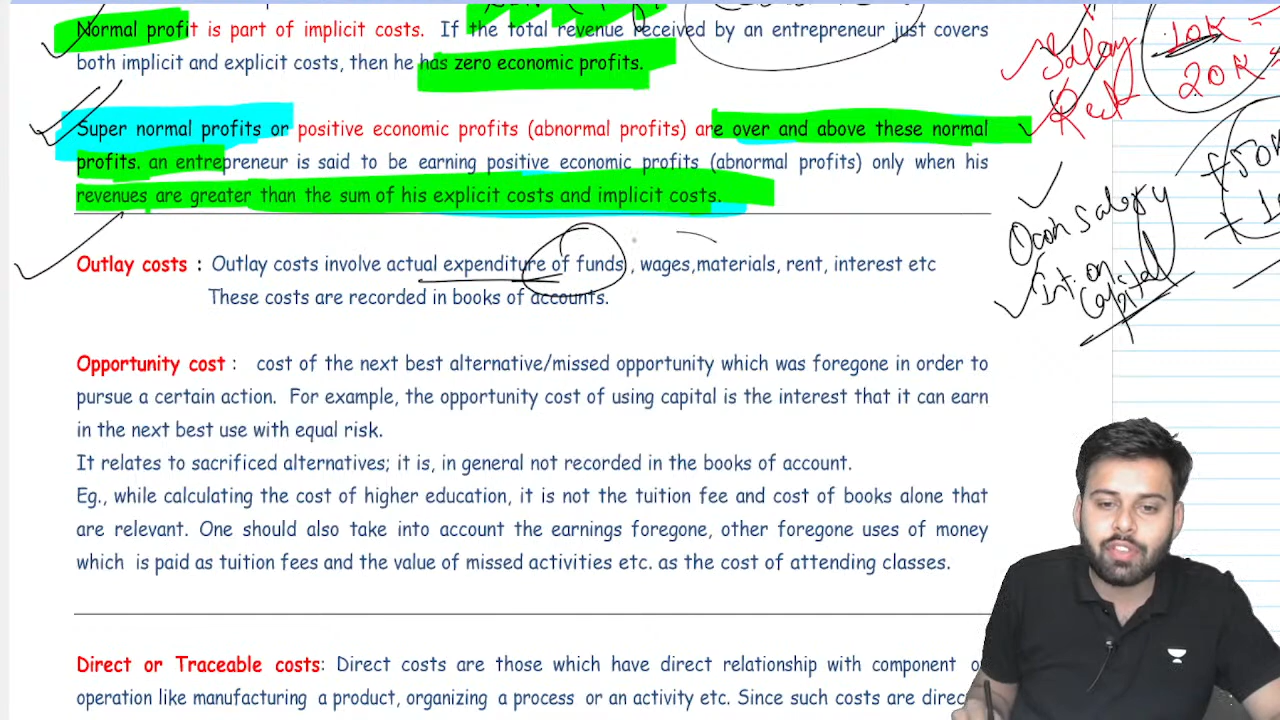 Normal profit is part of implicit costs. If the total revenue received by an entrepreneur just covers
both implicit and explicit costs, then he has zero economic profits.
Super normal profits or positive economic profits (abnormal profits) are over and above these normal
profits. an entrepreneur is said to be earning positive economic profits (abnormal profits) only when his
revenues are greater than the sum of his explicit costs and implicit costs.
Outlay costs : Outlay costs involve actual expenditure of funds , wages,materials, rent, interest etc
These costs are recorded in books of accounts.
Opportunity cost : cost of the next best alternative/missed opportunity which was foregone in order to
pursue a certain action. For example, the opportunity cost of using capital is the interest that it can earn
in the next best use with equal risk.
It relates to sacrificed alternatives; it is, in general not recorded in the books of account.
Eg., while calculating the cost of higher education, it is not the tuition fee and cost of books alone that
are relevant. One should also take into account the earnings foregone, other foregone uses of money
which is paid as tuition fees and the value of missed activities etc. as the cost of attending classes.
Direct or Traceable costs: Direct costs are those which have direct relationship with component
operation like manufacturing a product, organizing a process or an activity etc. Since such costs are direc
Salary
10K
20K
Salary
Int. on
Capital